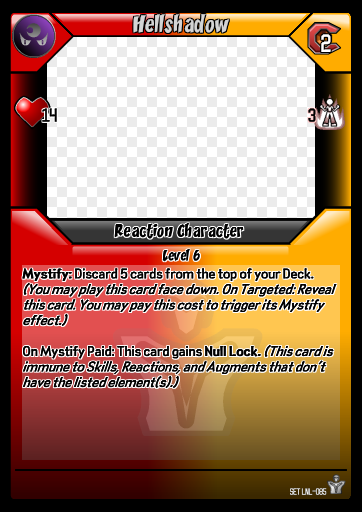 Hellshadow
2
14
3
Reaction Character
Level 6
Mystify: Discard 5 cards from the top of your Deck.
(You may play this card face down. On Targeted: Reveal
this card. You may pay this cost to trigger its Mystify
effect.)
On Mystify Paid: This card gains Null Lock. (This card is
immune to Skills, Reactions, and Augments that don't
have the listed element(s).)
SET LNL-085